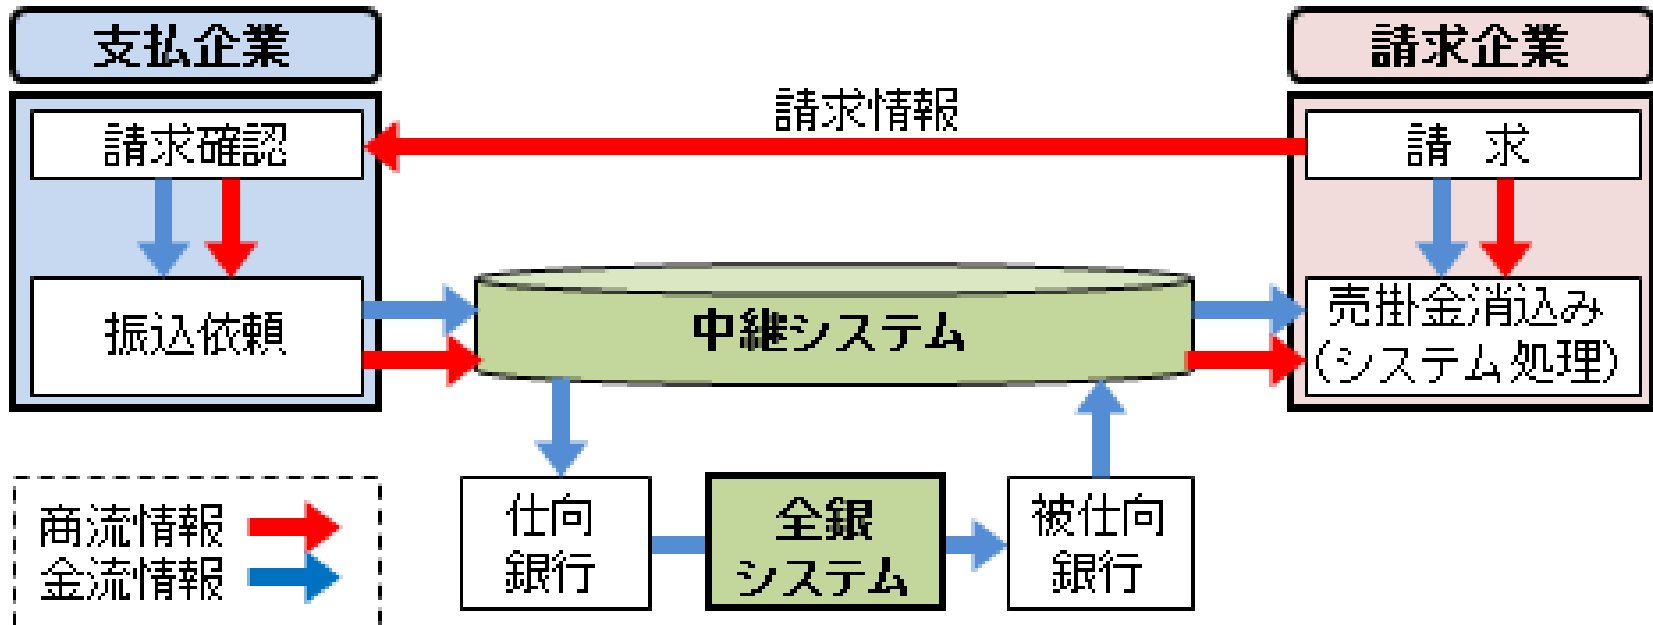 支払企業
請求企業
請求情報
請求確認
請 求
振込依頼
中継システム
売掛金消込み
(システム処理)
仕向
銀行
全銀
システム
被仕向
銀行
商流情報
金流情報